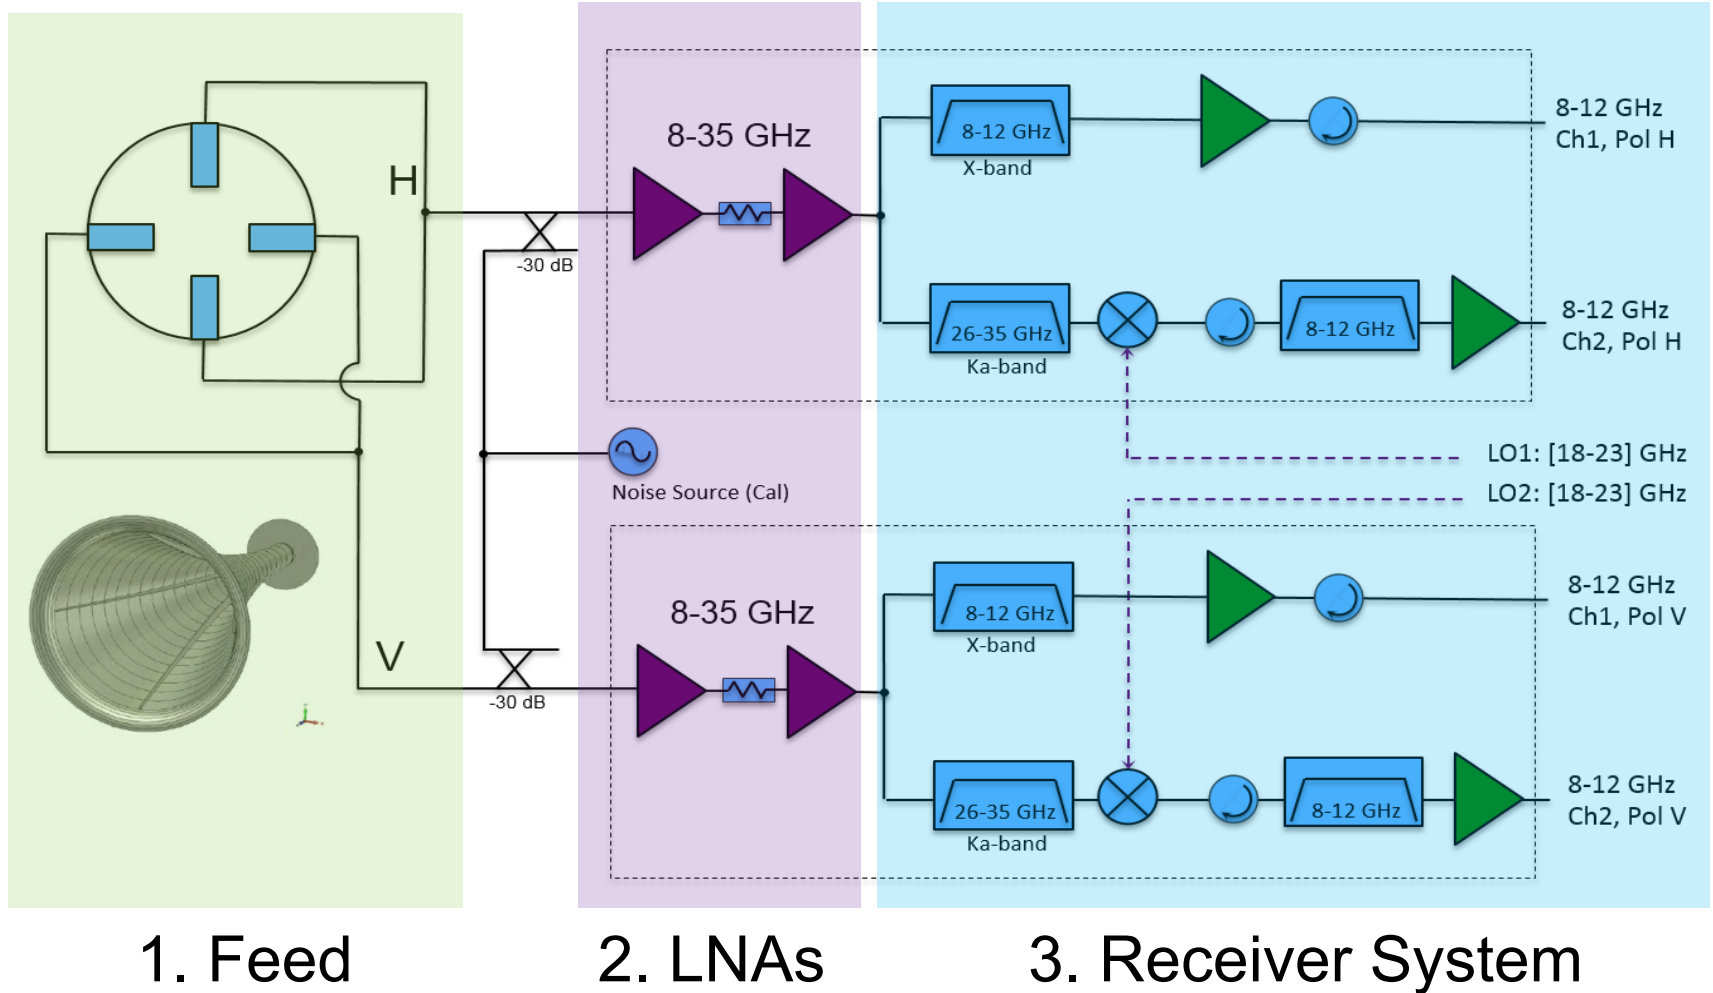 H
-30 dB
8-35 GHz
8-12 GHz
X-band
8-12 GHz
Ch1, Pol H
26-35 GHz
Ka-band
8-12 GHz
8-12 GHz
Ch2, Pol H
Noise Source (Cal)
LO1: [18-23] GHz
LO2: [18-23] GHz
V
-30 dB
8-35 GHz
8-12 GHz
X-band
8-12 GHz
Ch1, Pol V
26-35 GHz
Ka-band
8-12 GHz
8-12 GHz
Ch2, Pol V
1. Feed
2. LNAs
3. Receiver System